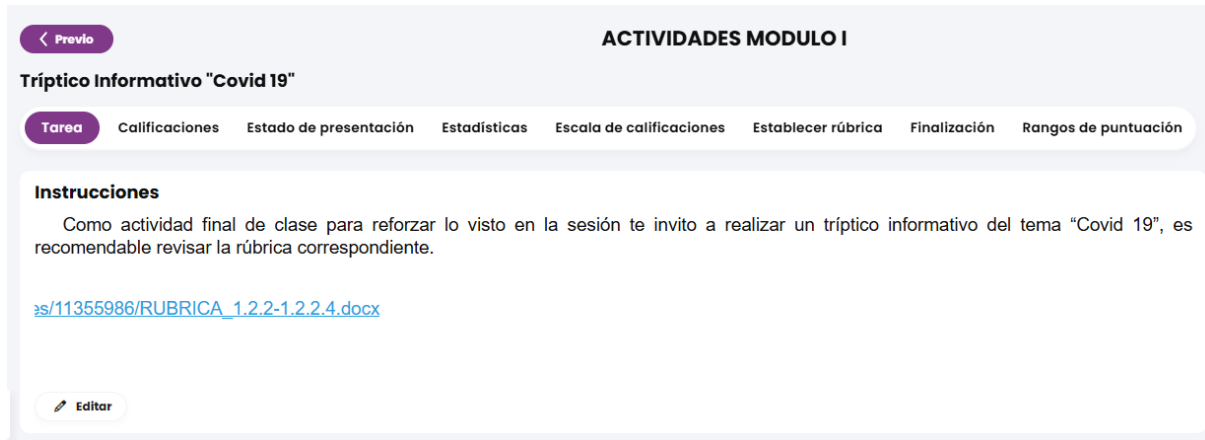 Previo
ACTIVIDADES MODULO I
Tríptico Informativo "Covid 19"
Tarea Calificaciones Estado de presentación Estadísticas Escala de calificaciones Establecer rúbrica Finalización Rangos de puntuación
Instrucciones
Como actividad final de clase para reforzar lo visto en la sesión te invito a realizar un tríptico informativo del tema “Covid 19”, es
recomendable revisar la rúbrica correspondiente.
es/11355986/RUBRICA_1.2.2-1.2.2.4.docx
Editar